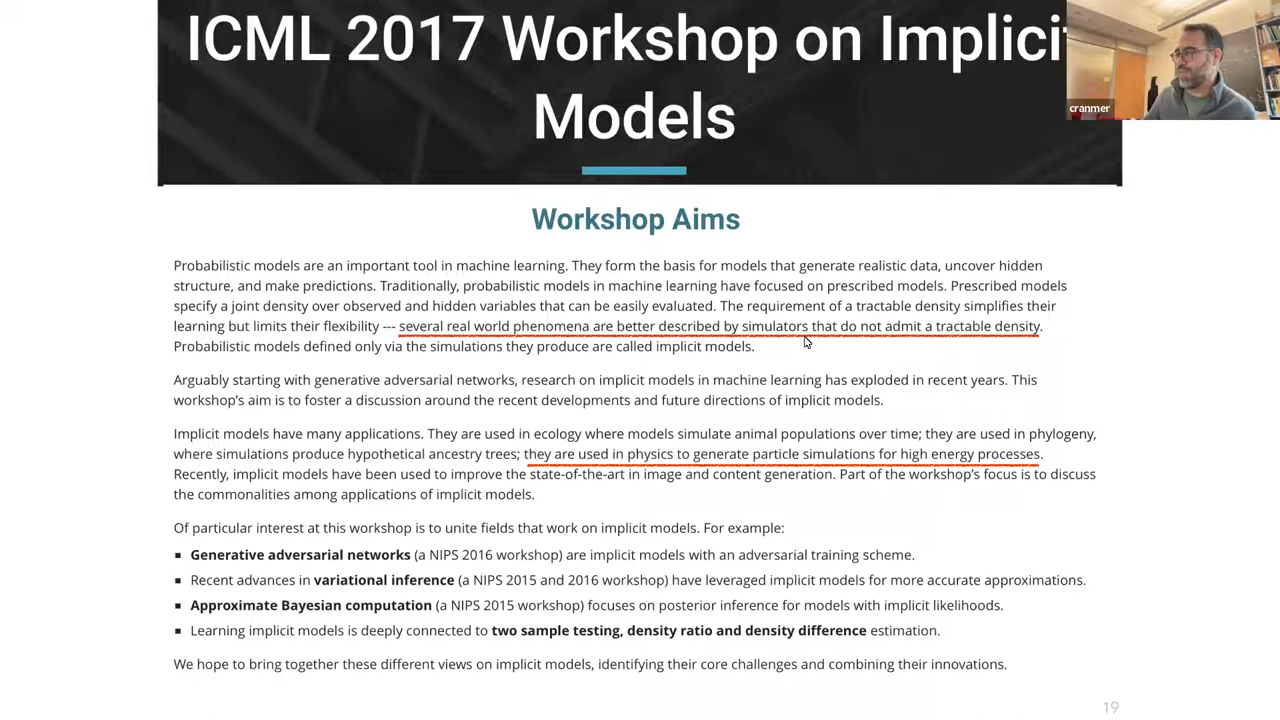 ICML 2017 Workshop on Implicit
Models
cranmer
Workshop Aims
Probabilistic models are an important tool in machine learning. They form the basis for models that generate realistic data, uncover hidden
structure, and make predictions. Traditionally, probabilistic models in machine learning have focused on prescribed models. Prescribed models
specify a joint density over observed and hidden variables that can be easily evaluated. The requirement of a tractable density simplifies their
learning but limits their flexibility --- several real world phenomena are better described by simulators that do not admit a tractable density.
Probabilistic models defined only via the simulations they produce are called implicit models.
Arguably starting with generative adversarial networks, research on implicit models in machine learning has exploded in recent years. This
workshop's aim is to foster a discussion around the recent developments and future directions of implicit models.
Implicit models have many applications. They are used in ecology where models simulate animal populations over time; they are used in phylogeny,
where simulations produce hypothetical ancestry trees; they are used in physics to generate particle simulations for high energy processes.
Recently, implicit models have been used to improve the state-of-the-art in image and content generation. Part of the workshop's focus is to discuss
the commonalities among applications of implicit models.
Of particular interest at this workshop is to unite fields that work on implicit models. For example:
▪ Generative adversarial networks (a NIPS 2016 workshop) are implicit models with an adversarial training scheme.
▪ Recent advances in variational inference (a NIPS 2015 and 2016 workshop) have leveraged implicit models for more accurate approximations.
▪ Approximate Bayesian computation (a NIPS 2015 workshop) focuses on posterior inference for models with implicit likelihoods.
▪ Learning implicit models is deeply connected to two sample testing, density ratio and density difference estimation.
We hope to bring together these different views on implicit models, identifying their core challenges and combining their innovations.
19